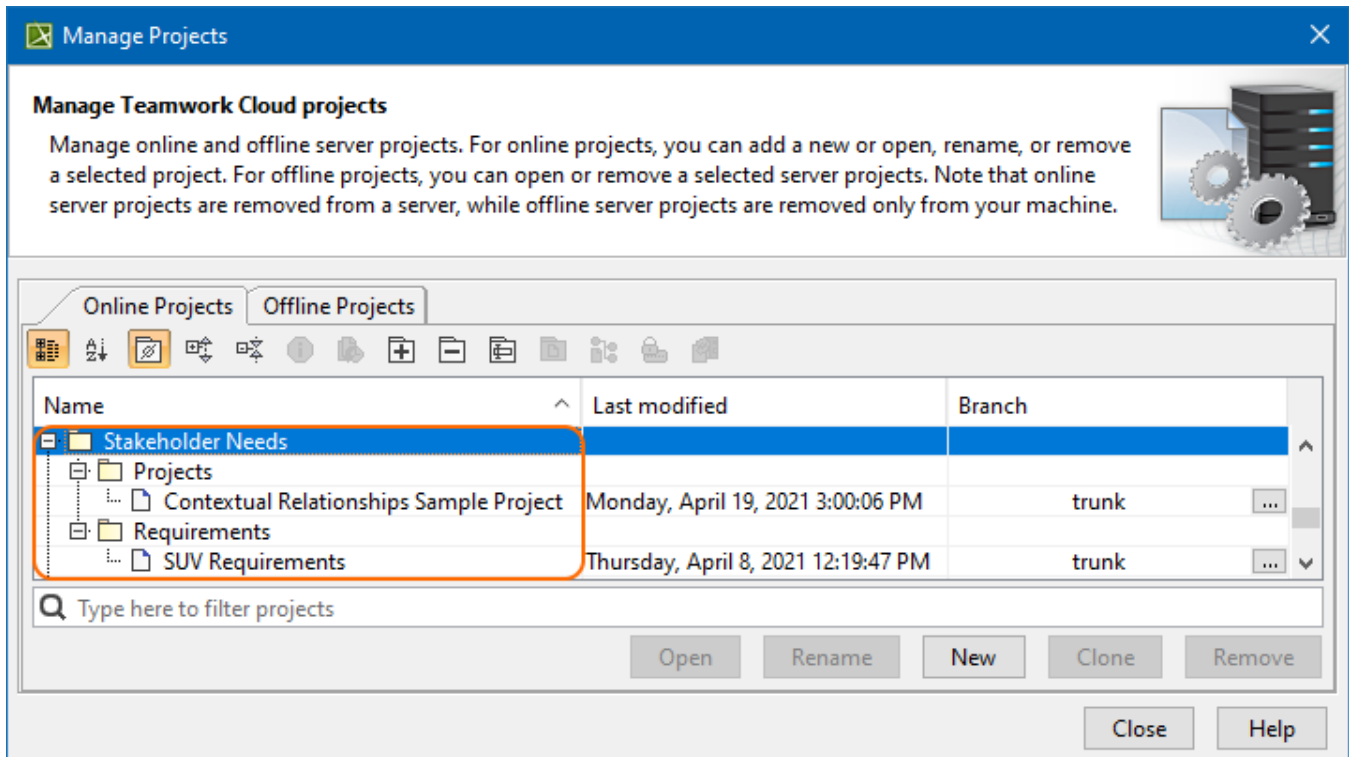 Manage Projects
Manage Teamwork Cloud projects
Manage online and offline server projects. For online projects, you can add a new or open, rename, or remove
a selected project. For offline projects, you can open or remove a selected server projects. Note that online
server projects are removed from a server, while offline server projects are removed only from your machine.
Online Projects Offline Projects
Name Last modified Branch
Stakeholder Needs
Projects
Contextual Relationships Sample Project Monday, April 19, 2021 3:00:06 PM trunk ...
Requirements
SUV Requirements Thursday, April 8, 2021 12:19:47 PM trunk ...
Type here to filter projects
Open Rename New Clone Remove
Close Help